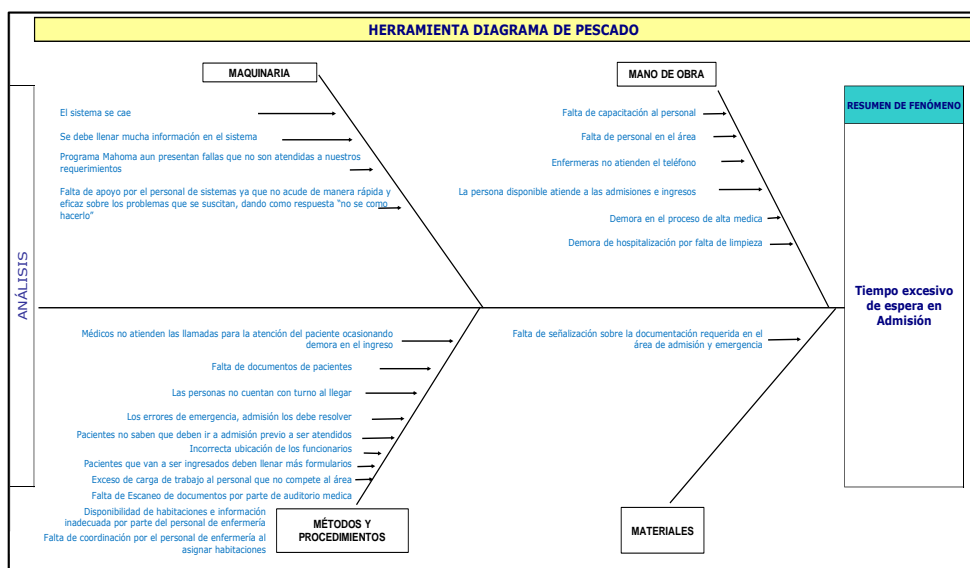 HERRAMIENTA DIAGRAMA DE PESCADO
MAQUINARIA
El sistema se cae
Se debe llenar mucha información en el sistema
Programa Mahoma aun presentan fallas que no son atendidas a nuestros
requerimientos
Falta de apoyo por el personal de sistemas ya que no acude de manera rápida y
eficaz sobre los problemas que se suscitan, dando como respuesta “no se como
hacerlo”
MANO DE OBRA
Falta de capacitación al personal
Falta de personal en el área
Enfermeras no atienden el teléfono
La persona disponible atiende a las admisiones e ingresos
Demora en el proceso de alta medica
Demora de hospitalización por falta de limpieza
RESUMEN DE FENÓMENO
Tiempo excesivo
de espera en
Admisión
ANÁLISIS
Médicos no atienden las llamadas para la atención del paciente ocasionando
demora en el ingreso
Falta de documentos de pacientes
Las personas no cuentan con turno al llegar
Los errores de emergencia, admisión los debe resolver
Pacientes no saben que deben ir a admisión previo a ser atendidos
Incorrecta ubicación de los funcionarios
Pacientes que van a ser ingresados deben llenar más formularios
Exceso de carga de trabajo al personal que no compete al área
Falta de Escaneo de documentos por parte de auditorio medica
Disponibilidad de habitaciones e información
inadecuada por parte del personal de enfermería
Falta de coordinación por el personal de enfermería al
asignar habitaciones
MÉTODOS Y
PROCEDIMIENTOS
Falta de señalización sobre la documentación requerida en el
área de admisión y emergencia
MATERIALES